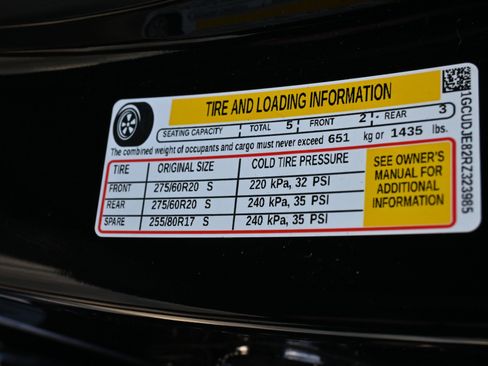 TIRE AND LOADING INFORMATION
SEATING CAPACITY TOTAL 5 FRONT 2 REAR 3
The combined weight of occupants and cargo must never exceed 651 kg or 1435 lbs.
TIRE ORIGINAL SIZE COLD TIRE PRESSURE
FRONT 275/60R20 S 220 kPa, 32 PSI
REAR 275/60R20 S 240 kPa, 35 PSI
SPARE 255/80R17 S 240 kPa, 35 PSI
SEE OWNER'S
MANUAL FOR
ADDITIONAL
INFORMATION
1GCUDJE82RZ323985